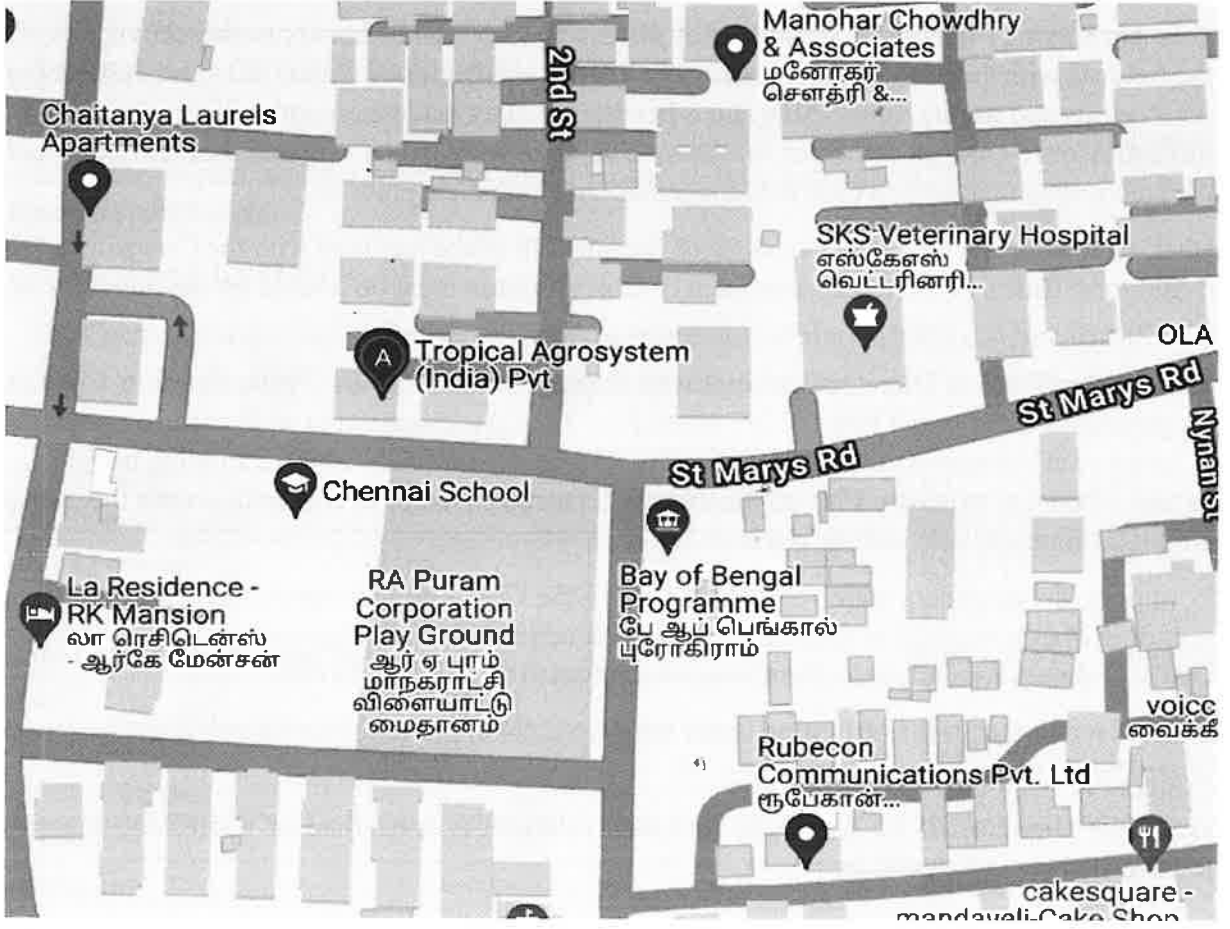 Manohar Chowdhry
& Associates
மனோகர்
சௌத்ரி &...
2nd St
Chaitanya Laurels
Apartments
SKS Veterinary Hospital
எஸ்கேஎஸ்
வெட்டரினரி...
OLA
A
Tropical Agrosystem
(India) Pvt
St Marys Rd
St Marys Rd
Nynan St
Chennai School
La Residence -
RK Mansion
லா ரெசிடென்ஸ்
- ஆர்கே மேன்சன்
RA Puram
Corporation
Play Ground
ஆர் ஏ புரம்
மாநகராட்சி
விளையாட்டு
மைதானம்
Bay of Bengal
Programme
பே ஆப் பெங்கால்
புரோகிராம்
voicc
வைக்கீ
Rubecon
Communications Pvt. Ltd
ரூபேகான்...
cakesquare -
mandaveli-Cake Shop